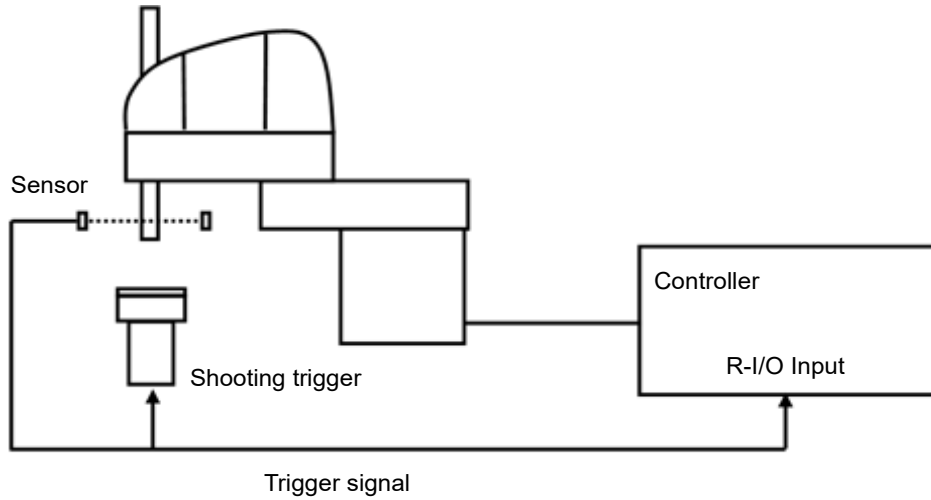 Sensor
Controller
R-I/O Input
Shooting trigger
Trigger signal